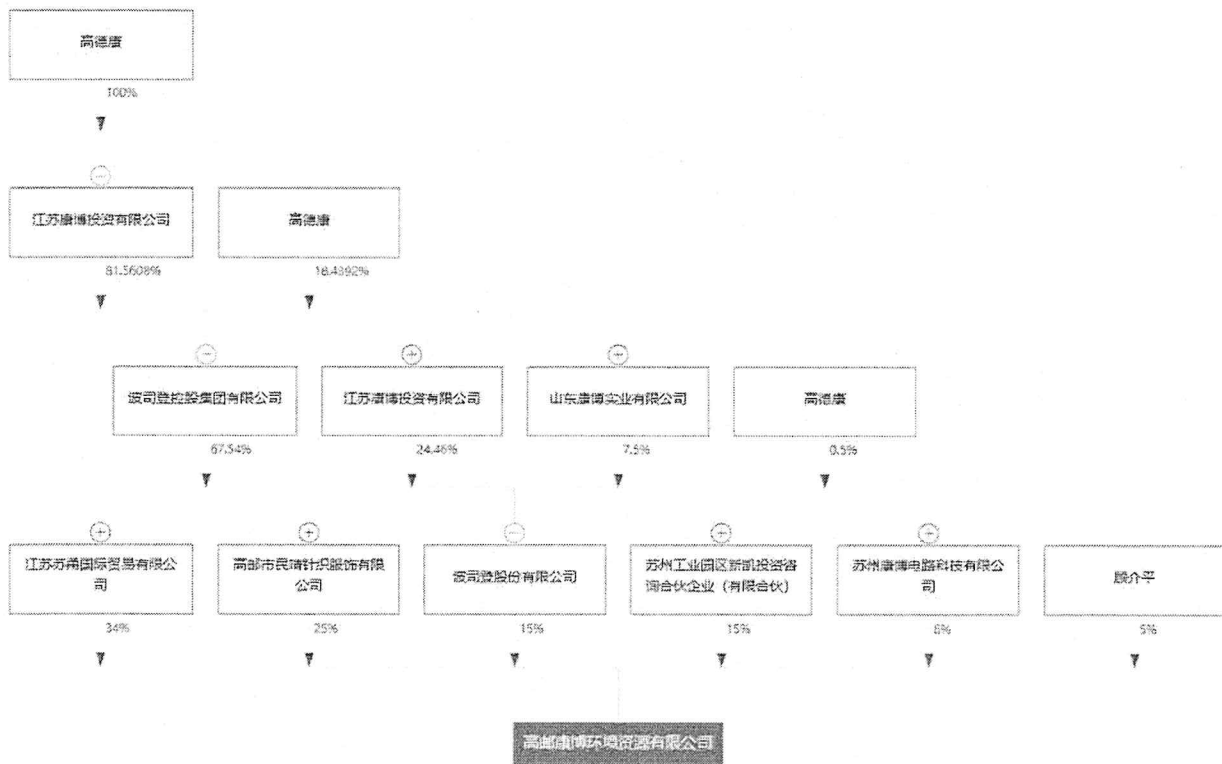 高德康
100%
江苏康博投资有限公司
高德康
81.5608%
18.4392%
波司登控股集团有限公司
江苏康博投资有限公司
山东康博实业有限公司
高德康
67.54%
24.46%
7.5%
0.5%
江苏苏甬国际贸易有限公
司
高邮市民靖针织服饰有限
公司
波司登股份有限公司
苏州工业园区新凯投资咨
询合伙企业（有限合伙）
苏州康博电路科技有限公
司
顾介平
34%
25%
15%
15%
6%
5%
高邮康博环境资源有限公司